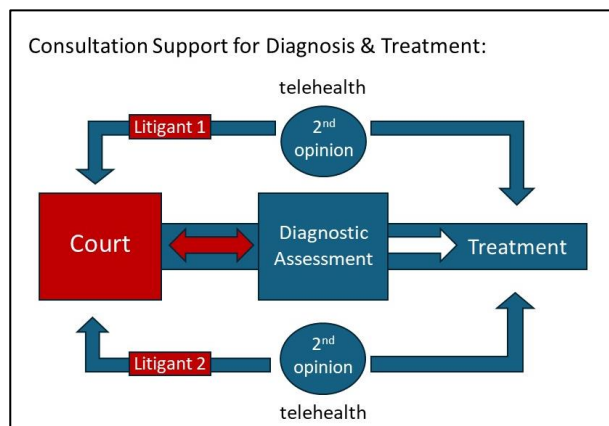 Consultation Support for Diagnosis & Treatment:
telehealth
Litigant 1
2nd
opinion
Court
Diagnostic
Assessment
Treatment
2nd
opinion
Litigant 2
telehealth